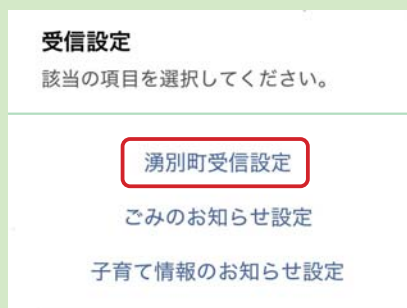 受信設定
該当の項目を選択してください。
湧別町受信設定
ごみのお知らせ設定
子育て情報のお知らせ設定